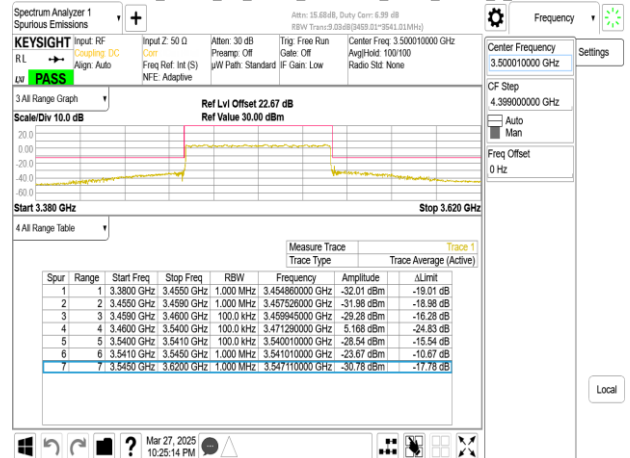 Spectrum Analyzer 1
Spurious Emissions
Attn: 15.68dB, Duty Corr: 6.99 dB
RBW Trans:9.05dB(3459.01~3541.01MHz)
Frequency
KEYSIGHT
R L
LXI
PASS
Input: RF
Coupling: DC
Align: Auto
Input Z: 50 Ω
Corr
Freq Ref: Int (S)
NFE: Adaptive
Atten: 30 dB
Preamp: Off
µW Path: Standard
Trig: Free Run
Gate: Off
IF Gain: Low
Center Freq: 3.500010000 GHz
Avg|Hold: 100/100
Radio Std: None
Center Frequency
3.500010000 GHz
Settings
CF Step
4.399000000 GHz
Auto
Man
Freq Offset
0 Hz
3 All Range Graph
Scale/Div 10.0 dB
Ref Lvl Offset 22.67 dB
Ref Value 30.00 dBm
20.0
0.00
-20.0
-40.0
-60.0
Start 3.380 GHz
Stop 3.620 GHz
4 All Range Table
Measure Trace Trace 1
Trace Type Trace Average (Active)
Spur Range Start Freq Stop Freq RBW Frequency Amplitude ΔLimit
1 1 3.3800 GHz 3.4550 GHz 1.000 MHz 3.454860000 GHz -32.01 dBm -19.01 dB
2 2 3.4550 GHz 3.4590 GHz 1.000 MHz 3.457526000 GHz -31.98 dBm -18.98 dB
3 3 3.4590 GHz 3.4600 GHz 100.0 kHz 3.459945000 GHz -29.28 dBm -16.28 dB
4 4 3.4600 GHz 3.5400 GHz 100.0 kHz 3.471290000 GHz 5.168 dBm -24.83 dB
5 5 3.5400 GHz 3.5410 GHz 100.0 kHz 3.540010000 GHz -28.54 dBm -15.54 dB
6 6 3.5410 GHz 3.5450 GHz 1.000 MHz 3.541010000 GHz -23.67 dBm -10.67 dB
7 7 3.5450 GHz 3.6200 GHz 1.000 MHz 3.547110000 GHz -30.78 dBm -17.78 dB
Local
?
Mar 27, 2025
10:25:14 PM